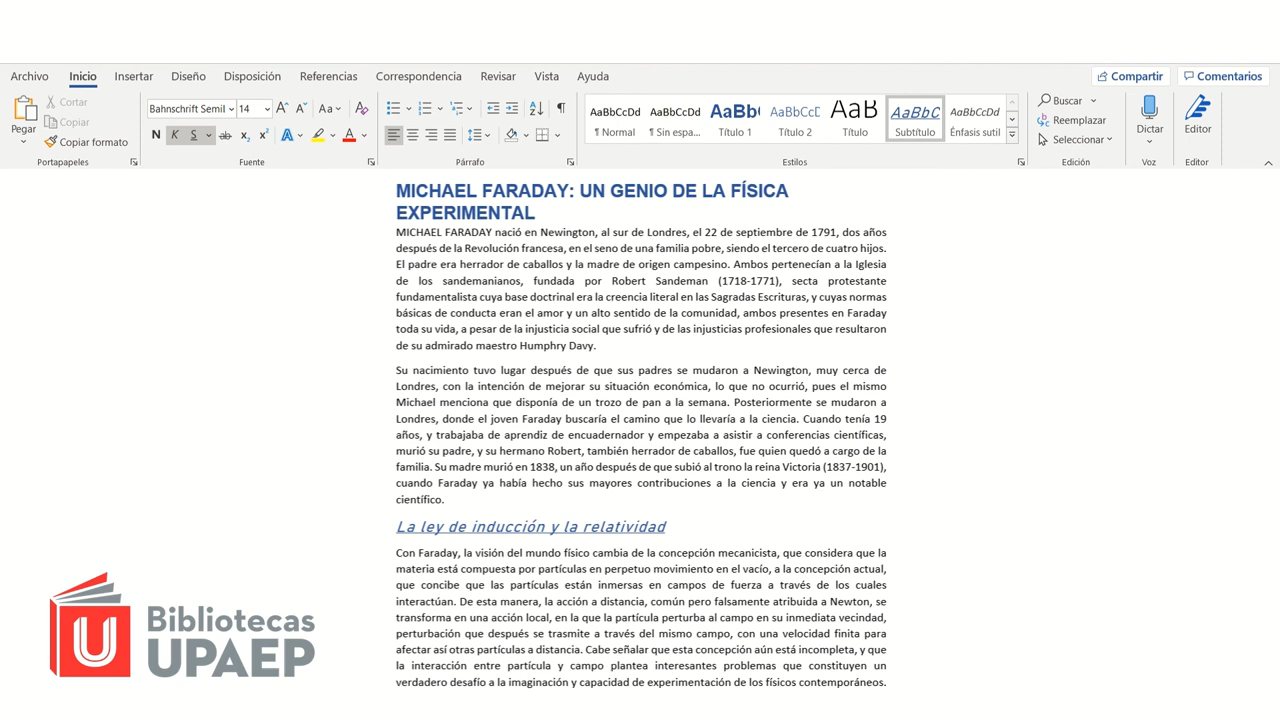 Archivo Inicio Insertar Diseño Disposición Referencias Correspondencia Revisar Vista Ayuda Compartir Comentarios
Pegar
Cortar
Copiar
Copiar formato
Portapapeles
Bahnschrift Semil 14
N K S ab x₂ x²
Fuente
Párrafo
AaBbCcDd AaBbCcDd AaBb( AaBbCcD AaB AaBbC AaBbCcDd
¶ Normal ¶ Sin espa... Título 1 Título 2 Título Subtítulo Énfasis sutil
Estilos
Buscar
Reemplazar
Seleccionar
Edición
Dictar
Voz
Editor
Editor
MICHAEL FARADAY: UN GENIO DE LA FÍSICA
EXPERIMENTAL
MICHAEL FARADAY nació en Newington, al sur de Londres, el 22 de septiembre de 1791, dos años
después de la Revolución francesa, en el seno de una familia pobre, siendo el tercero de cuatro hijos.
El padre era herrador de caballos y la madre de origen campesino. Ambos pertenecían a la Iglesia
de los sandemanianos, fundada por Robert Sandeman (1718-1771), secta protestante
fundamentalista cuya base doctrinal era la creencia literal en las Sagradas Escrituras, y cuyas normas
básicas de conducta eran el amor y un alto sentido de la comunidad, ambos presentes en Faraday
toda su vida, a pesar de la injusticia social que sufrió y de las injusticias profesionales que resultaron
de su admirado maestro Humphry Davy.
Su nacimiento tuvo lugar después de que sus padres se mudaron a Newington, muy cerca de
Londres, con la intención de mejorar su situación económica, lo que no ocurrió, pues el mismo
Michael menciona que disponía de un trozo de pan a la semana. Posteriormente se mudaron a
Londres, donde el joven Faraday buscaría el camino que lo llevaría a la ciencia. Cuando tenía 19
años, y trabajaba de aprendiz de encuadernador y empezaba a asistir a conferencias científicas,
murió su padre, y su hermano Robert, también herrador de caballos, fue quien quedó a cargo de la
familia. Su madre murió en 1838, un año después de que subió al trono la reina Victoria (1837-1901),
cuando Faraday ya había hecho sus mayores contribuciones a la ciencia y era ya un notable
científico.
La ley de inducción y la relatividad
Con Faraday, la visión del mundo físico cambia de la concepción mecanicista, que considera que la
materia está compuesta por partículas en perpetuo movimiento en el vacío, a la concepción actual,
que concibe que las partículas están inmersas en campos de fuerza a través de los cuales
interactúan. De esta manera, la acción a distancia, común pero falsamente atribuida a Newton, se
transforma en una acción local, en la que la partícula perturba al campo en su inmediata vecindad,
perturbación que después se trasmite a través del mismo campo, con una velocidad finita para
afectar así otras partículas a distancia. Cabe señalar que esta concepción aún está incompleta, y que
la interacción entre partícula y campo plantea interesantes problemas que constituyen un
verdadero desafío a la imaginación y capacidad de experimentación de los físicos contemporáneos.
Bibliotecas
UPAEP